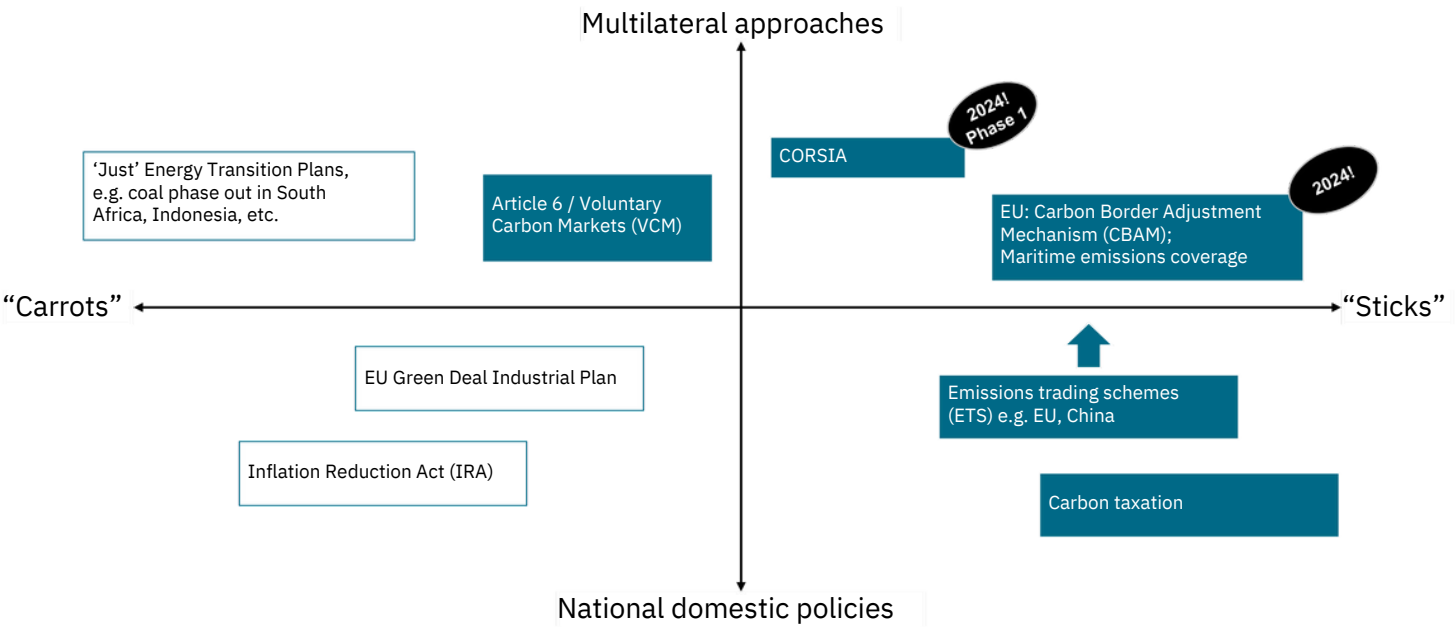 Multilateral approaches
2024!
Phase 1
CORSIA
2024!
‘Just’ Energy Transition Plans,
e.g. coal phase out in South
Africa, Indonesia, etc.
Article 6 / Voluntary
Carbon Markets (VCM)
EU: Carbon Border Adjustment
Mechanism (CBAM);
Maritime emissions coverage
“Carrots”
“Sticks”
EU Green Deal Industrial Plan
Emissions trading schemes
(ETS) e.g. EU, China
Inflation Reduction Act (IRA)
Carbon taxation
National domestic policies